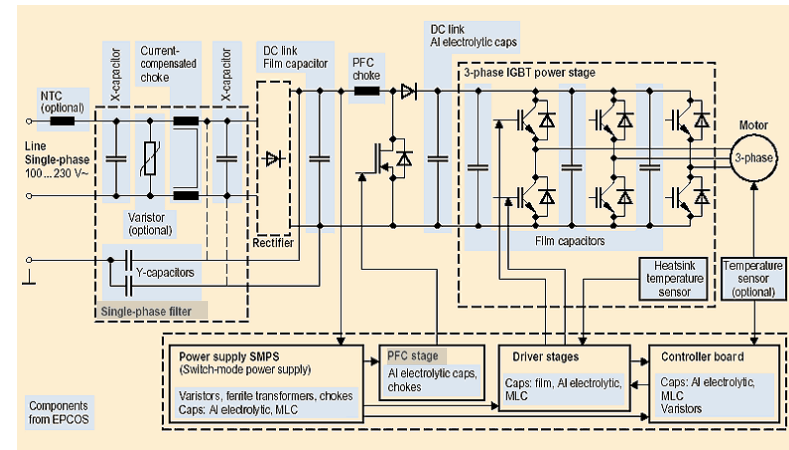 X-capacitor
Current-
compensated
choke
X-capacitor
DC link
Film capacitor
PFC
choke
DC link
Al electrolytic caps
3-phase IGBT power stage
NTC
(optional)
Line
Single-phase
100 ... 230 V~
Varistor
(optional)
Rectifier
Y-capacitors
Single-phase filter
Film capacitors
Motor
3-phase
Heatsink
temperature
sensor
Temperature
sensor
(optional)
Power supply SMPS
(Switch-mode power supply)
Varistors, ferrite transformers, chokes
Caps: Al electrolytic, MLC
PFC stage
Al electrolytic caps,
chokes
Driver stages
Caps: film, Al electrolytic,
MLC
Controller board
Caps: Al electrolytic,
MLC
Varistors
Components
from EPCOS